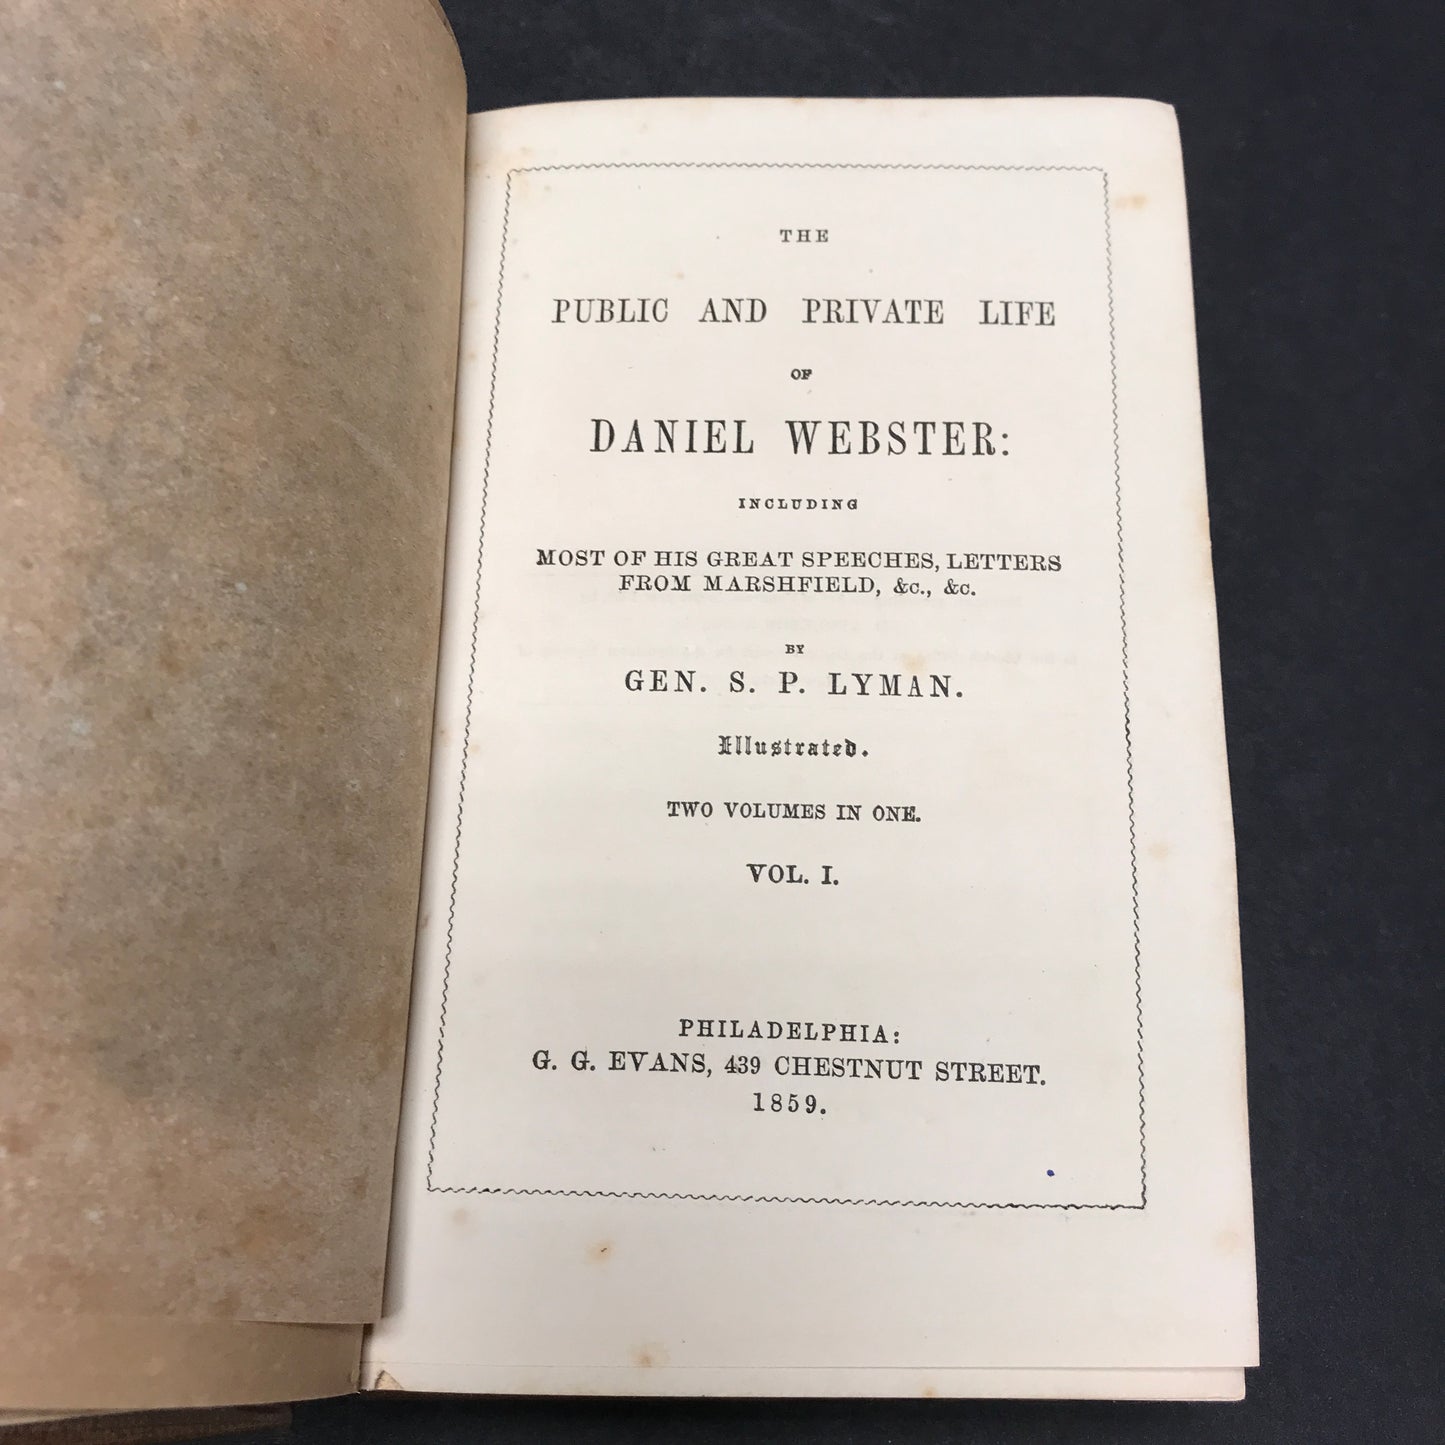 THE
PUBLIC AND PRIVATE LIFE
OF
DANIEL WEBSTER:
INCLUDING
MOST OF HIS GREAT SPEECHES, LETTERS
FROM MARSHFIELD, &c., &c.
BY
GEN. S. P. LYMAN.
Illustrated.
TWO VOLUMES IN ONE.
VOL. I.
PHILADELPHIA:
G. G. EVANS, 439 CHESTNUT STREET.
1859.